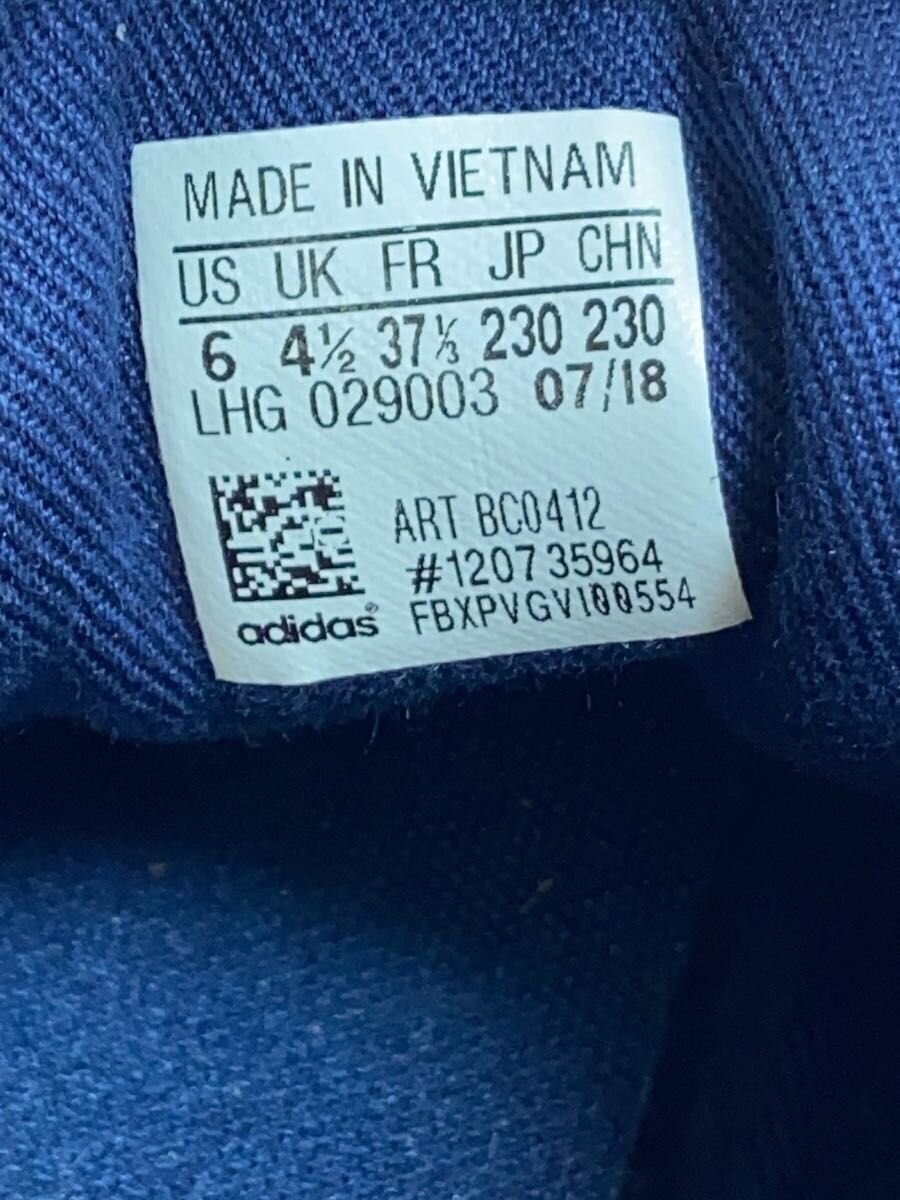 MADE IN VIETNAM
US UK FR JP CHN
6 4½ 37⅓ 230 230
LHG 029003 07/18
ART BC0412
#120735964
adidas® FBXPVGVI00554